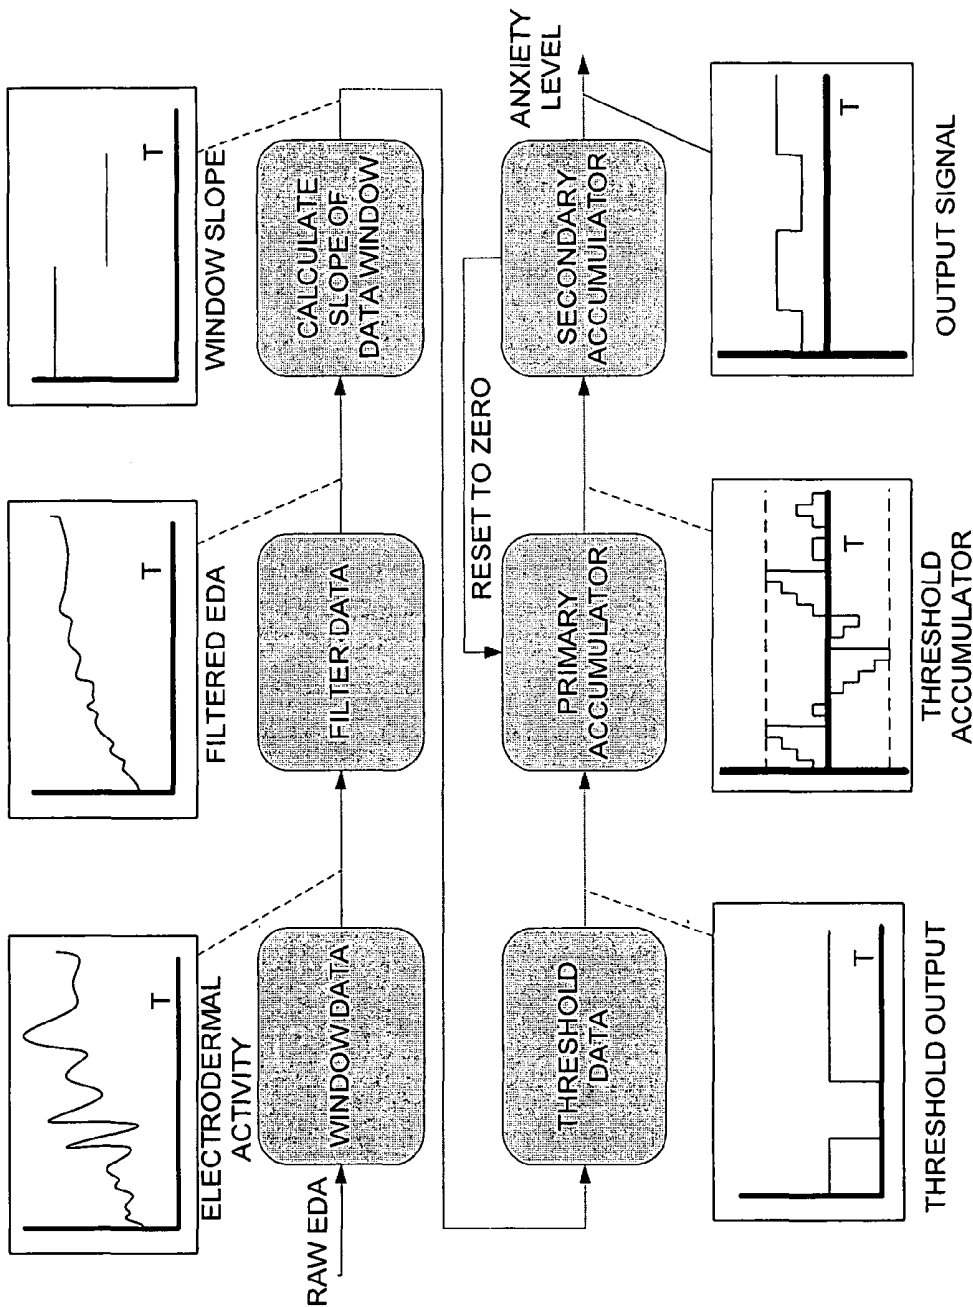 ELECTRODERMAL
ACTIVITY
T
FILTERED EDA
T
WINDOW SLOPE
T
RAW EDA
WINDOW DATA
FILTER DATA
CALCULATE
SLOPE OF
DATA WINDOW
RESET TO ZERO
THRESHOLD
DATA
PRIMARY
ACCUMULATOR
SECONDARY
ACCUMULATOR
ANXIETY
LEVEL
T
THRESHOLD OUTPUT
T
THRESHOLD
ACCUMULATOR
T
OUTPUT SIGNAL